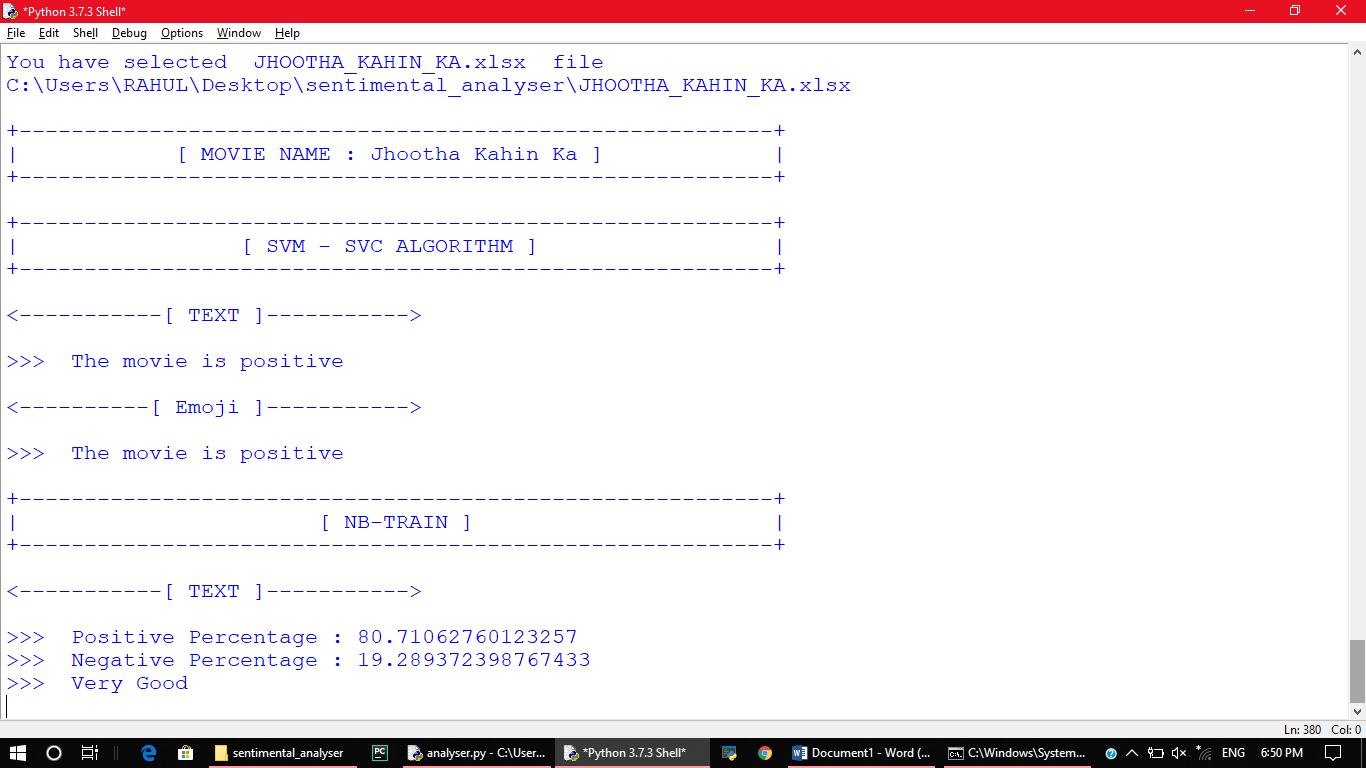 *Python 3.7.3 Shell*
File Edit Shell Debug Options Window Help
You have selected  JHOOTHA_KAHIN_KA.xlsx  file
C:\Users\RAHUL\Desktop\sentimental_analyser\JHOOTHA_KAHIN_KA.xlsx
+----------------------------------------------------------+
|             [ MOVIE NAME : Jhootha Kahin Ka ]             |
+----------------------------------------------------------+
+----------------------------------------------------------+
|                  [ SVM - SVC ALGORITHM ]                  |
+----------------------------------------------------------+
<-----------[ TEXT ]----------->
>>>  The movie is positive
<----------[ Emoji ]----------->
>>>  The movie is positive
+----------------------------------------------------------+
|                        [ NB-TRAIN ]                       |
+----------------------------------------------------------+
<-----------[ TEXT ]----------->
>>>  Positive Percentage : 80.71062760123257
>>>  Negative Percentage : 19.289372398767433
>>>  Very Good
Ln: 380 Col: 0
sentimental_analyser PC analyser.py - C:\User... *Python 3.7.3 Shell* Document1 - Word (... C:\Windows\System... ENG 6:50 PM